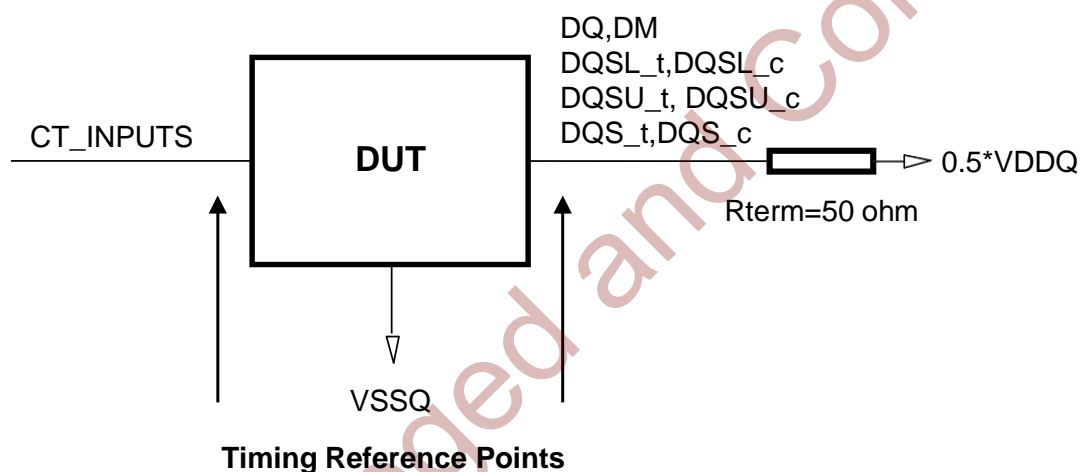 DQ,DM
DQSL_t,DQSL_c
DQSU_t, DQSU_c
DQS_t,DQS_c
CT_INPUTS
DUT
0.5*VDDQ
Rterm=50 ohm
VSSQ
Timing Reference Points